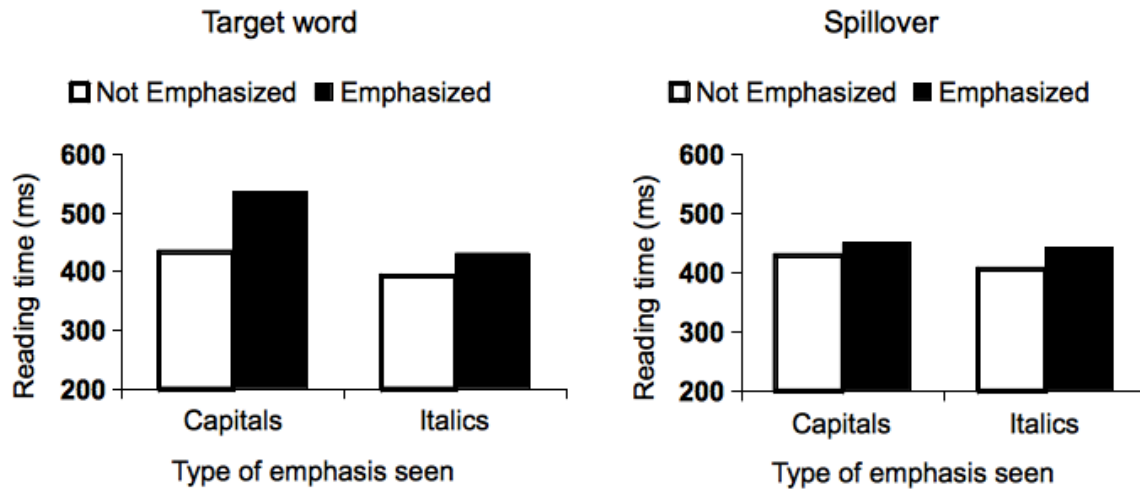 Target word
Not Emphasized Emphasized
Reading time (ms)
600
500
400
300
200
Capitals Italics
Type of emphasis seen
Spillover
Not Emphasized Emphasized
Reading time (ms)
600
500
400
300
200
Capitals Italics
Type of emphasis seen